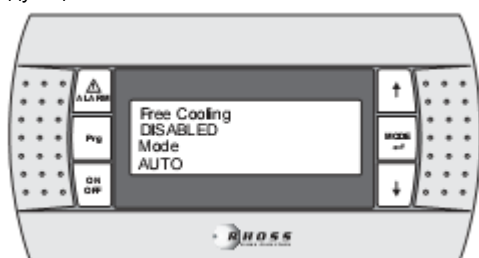 ALARM
Prg
ON
OFF
Free Cooling
DISABLED
Mode
AUTO
MODE
RHOSS